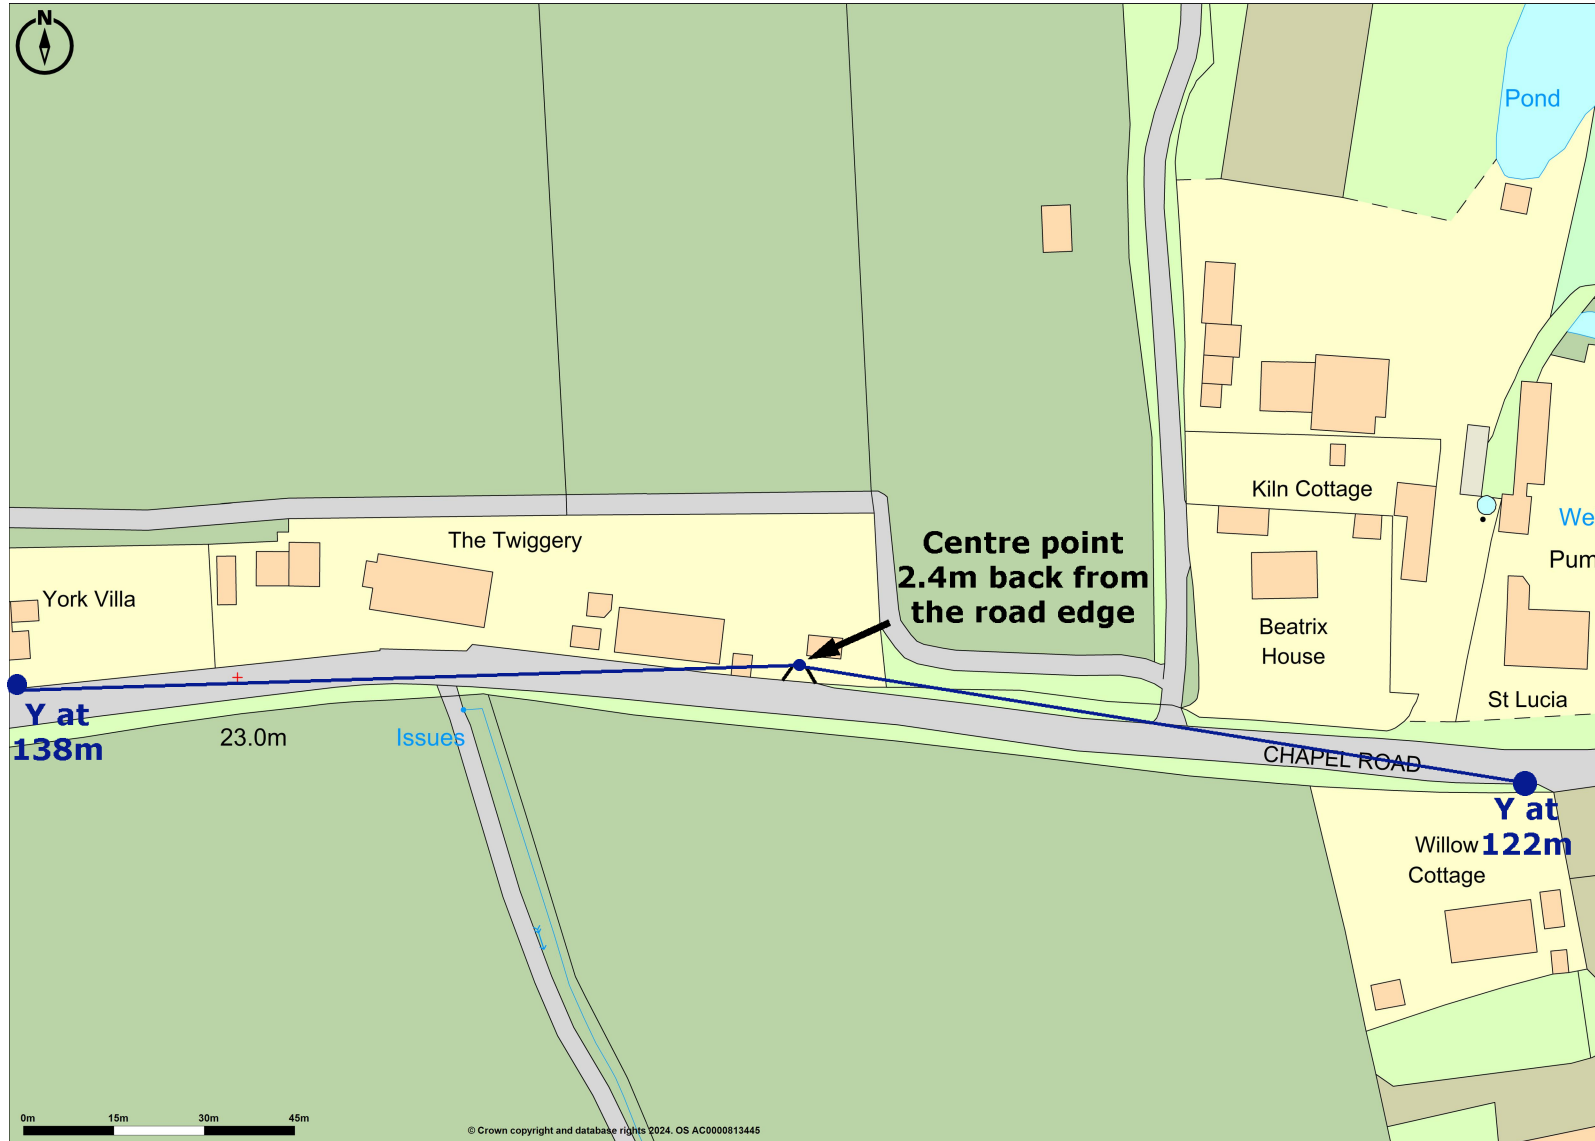 N
Pond
Kiln Cottage
We
Pum
The Twiggery
Centre point
2.4m back from
the road edge
York Villa
Beatrix
House
St Lucia
Y at
138m
23.0m
Issues
CHAPEL ROAD
Y at
122m
Willow
Cottage
0m 15m 30m 45m
© Crown copyright and database rights 2024. OS AC0000813445